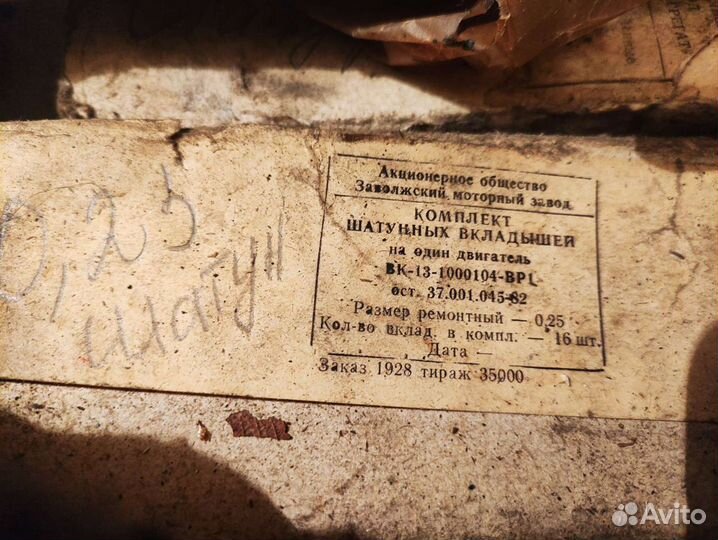 0,25
шатун
Акционерное общество
Заволжский моторный завод
КОМПЛЕКТ
ШАТУННЫХ ВКЛАДЫШЕЙ
на один двигатель
ВК-13-1000104-ВР1
ост. 37.001.045-82
Размер ремонтный — 0,25
Кол-во вклад. в компл. — 16 шт.
Дата —
Заказ 1928 тираж 35000
Avito